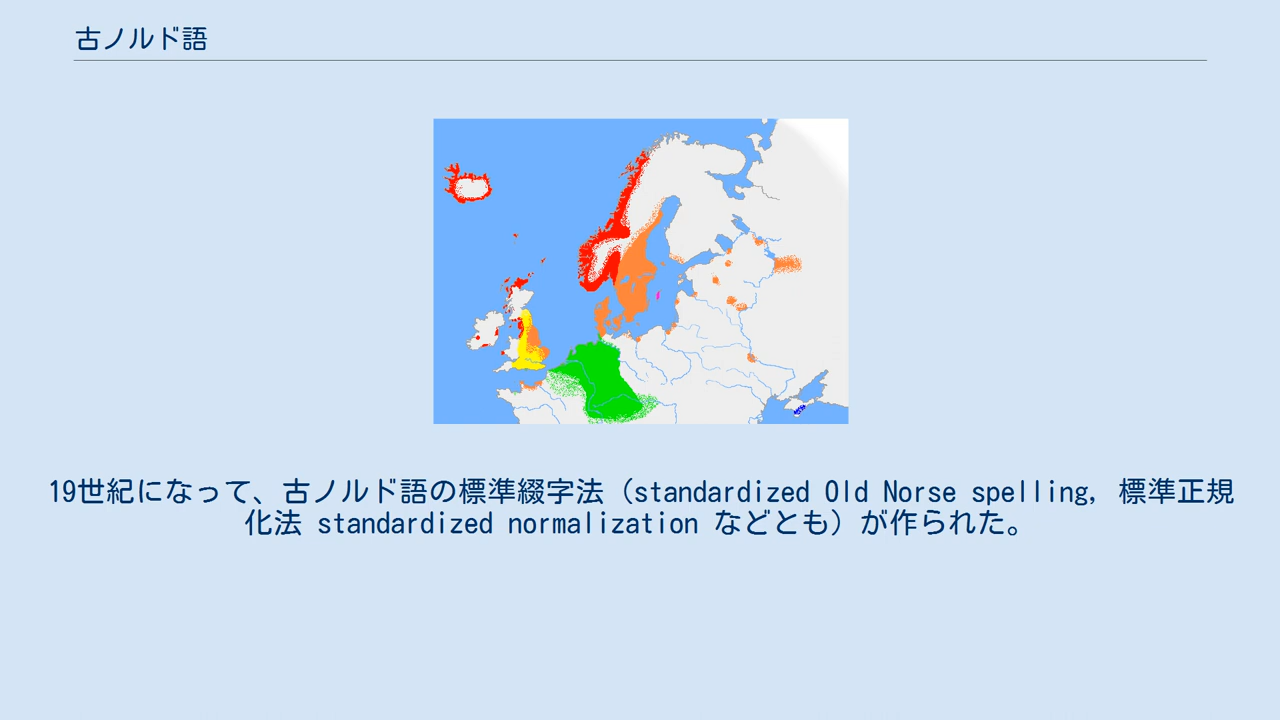 古ノルド語
19世紀になって、古ノルド語の標準綴字法（standardized Old Norse spelling, 標準正規
化法 standardized normalization などとも）が作られた。